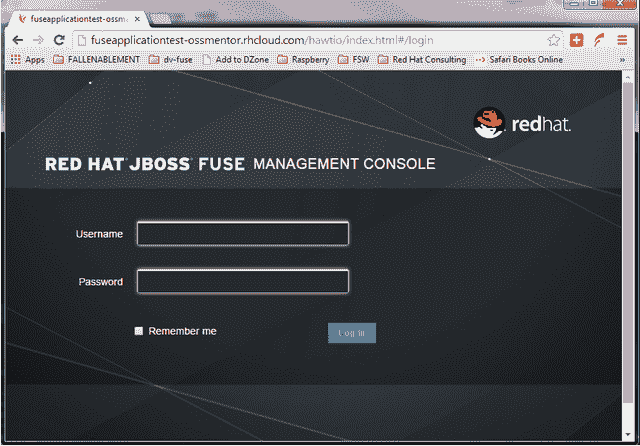 fuseapplicationtest-ossm
fuseapplicationtest-ossmentor.rhcloud.com/hawtio/index.html#/login
Apps FALLENABLEMENT dv-fuse Add to DZone Raspberry FSW Red Hat Consulting Safari Books Online »
redhat.
RED HAT JBOSS FUSE MANAGEMENT CONSOLE
Username
Password
Remember me Log in